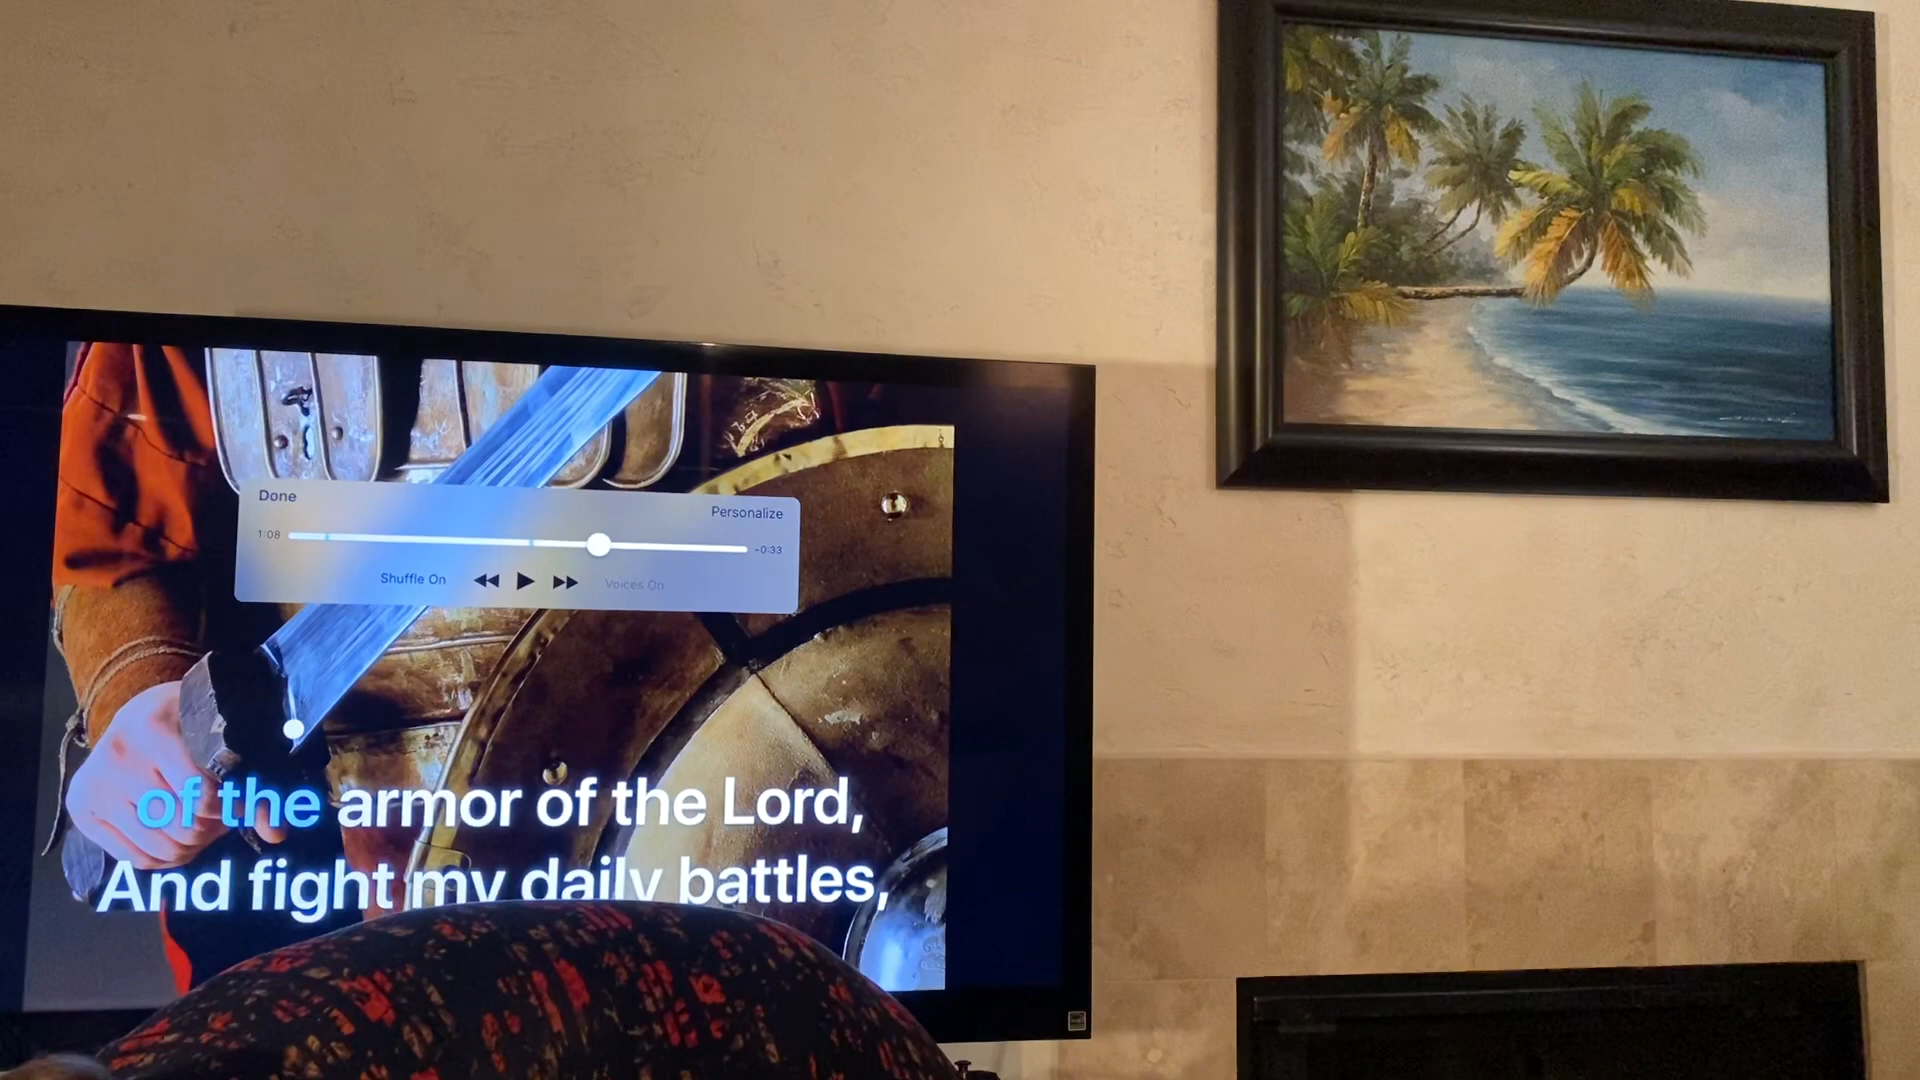 Done
Personalize
1:08
-0:33
Shuffle On
Voices On
of the armor of the Lord,
And fight my daily battles,